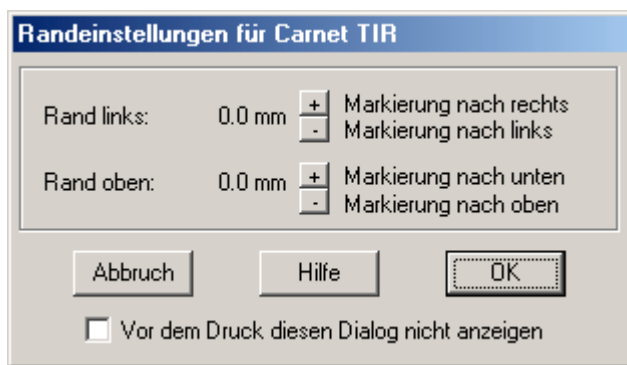 Randeinstellungen für Carnet TIR
Rand links: 0.0 mm + Markierung nach rechts
- Markierung nach links
Rand oben: 0.0 mm + Markierung nach unten
- Markierung nach oben
Abbruch Hilfe OK
Vor dem Druck diesen Dialog nicht anzeigen